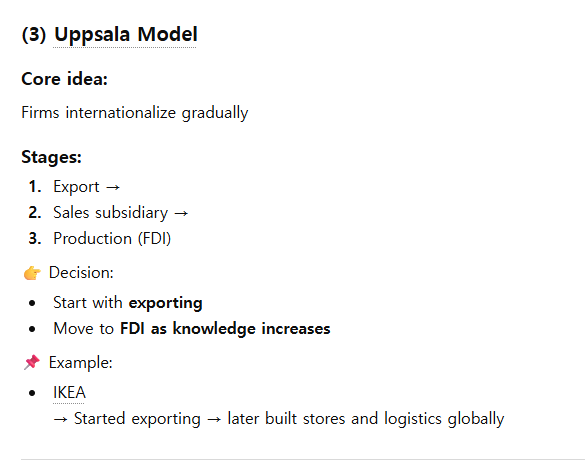 (3) Uppsala Model
Core idea:
Firms internationalize gradually
Stages:
1. Export →
2. Sales subsidiary →
3. Production (FDI)
👉 Decision:
• Start with exporting
• Move to FDI as knowledge increases
📌 Example:
• IKEA
→ Started exporting → later built stores and logistics globally